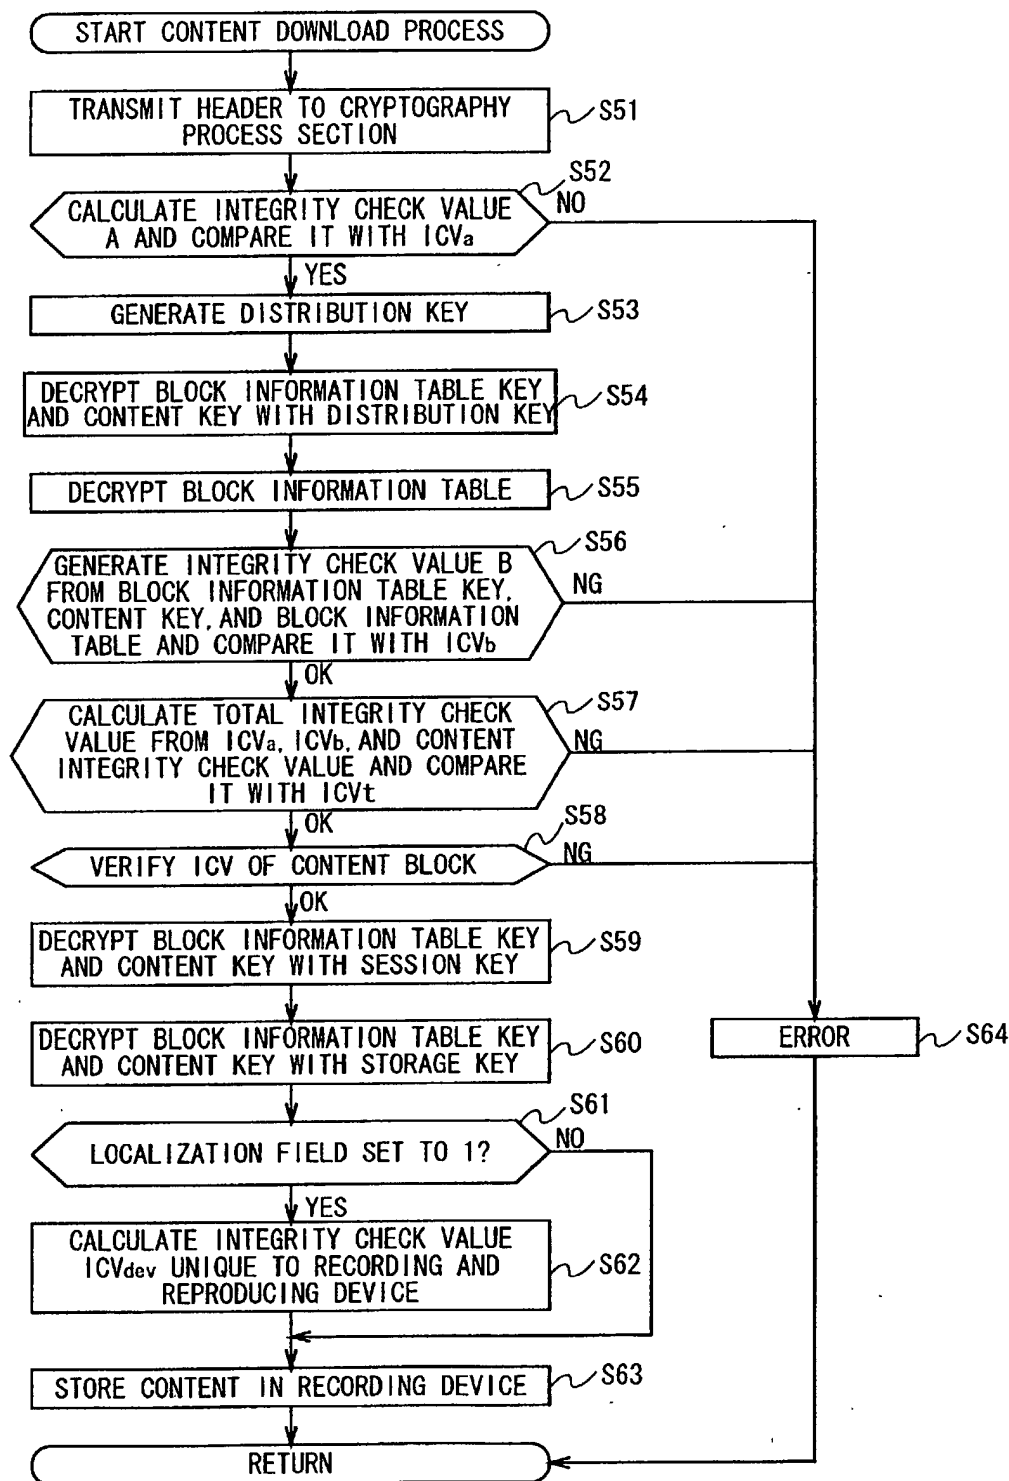 START CONTENT DOWNLOAD PROCESS
TRANSMIT HEADER TO CRYPTOGRAPHY
PROCESS SECTION
S51
CALCULATE INTEGRITY CHECK VALUE
A AND COMPARE IT WITH ICVa
S52
NO
YES
GENERATE DISTRIBUTION KEY
S53
DECRYPT BLOCK INFORMATION TABLE KEY
AND CONTENT KEY WITH DISTRIBUTION KEY
S54
DECRYPT BLOCK INFORMATION TABLE
S55
GENERATE INTEGRITY CHECK VALUE B
FROM BLOCK INFORMATION TABLE KEY,
CONTENT KEY, AND BLOCK INFORMATION
TABLE AND COMPARE IT WITH ICVb
S56
NG
OK
CALCULATE TOTAL INTEGRITY CHECK
VALUE FROM ICVa, ICVb, AND CONTENT
INTEGRITY CHECK VALUE AND COMPARE
IT WITH ICVt
S57
NG
OK
VERIFY ICV OF CONTENT BLOCK
S58
NG
OK
DECRYPT BLOCK INFORMATION TABLE KEY
AND CONTENT KEY WITH SESSION KEY
S59
DECRYPT BLOCK INFORMATION TABLE KEY
AND CONTENT KEY WITH STORAGE KEY
S60
ERROR
S64
LOCALIZATION FIELD SET TO 1?
S61
NO
YES
CALCULATE INTEGRITY CHECK VALUE
ICVdev UNIQUE TO RECORDING AND
REPRODUCING DEVICE
S62
STORE CONTENT IN RECORDING DEVICE
S63
RETURN